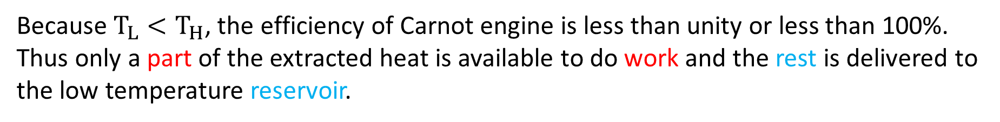 Because T_L < T_H, the efficiency of Carnot engine is less than unity or less than 100%.
Thus only a part of the extracted heat is available to do work and the rest is delivered to
the low temperature reservoir.